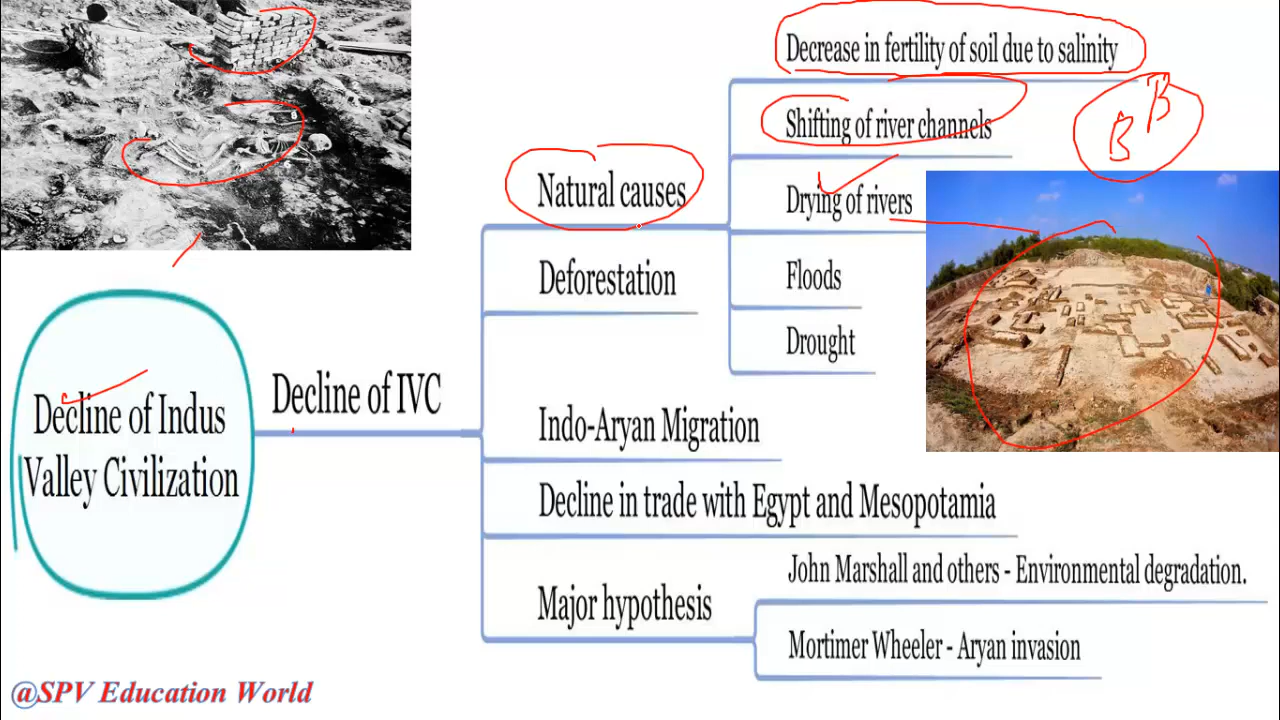 Decrease in fertility of soil due to salinity
Shifting of river channels
B B
Natural causes
Drying of rivers
Deforestation
Floods
Drought
Decline of Indus
Valley Civilization
Decline of IVC
Indo-Aryan Migration
Decline in trade with Egypt and Mesopotamia
Major hypothesis
John Marshall and others - Environmental degradation.
Mortimer Wheeler - Aryan invasion
@SPV Education World